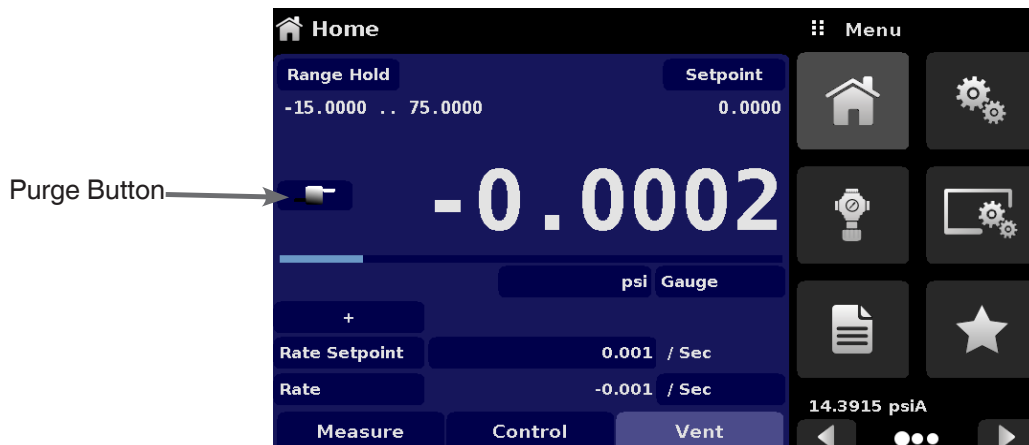 Home
Menu
Range Hold
Setpoint
-15.0000 .. 75.0000
0.0000
Purge Button
-0.0002
psi Gauge
+
Rate Setpoint 0.001 / Sec
Rate -0.001 / Sec
14.3915 psiA
Measure Control Vent